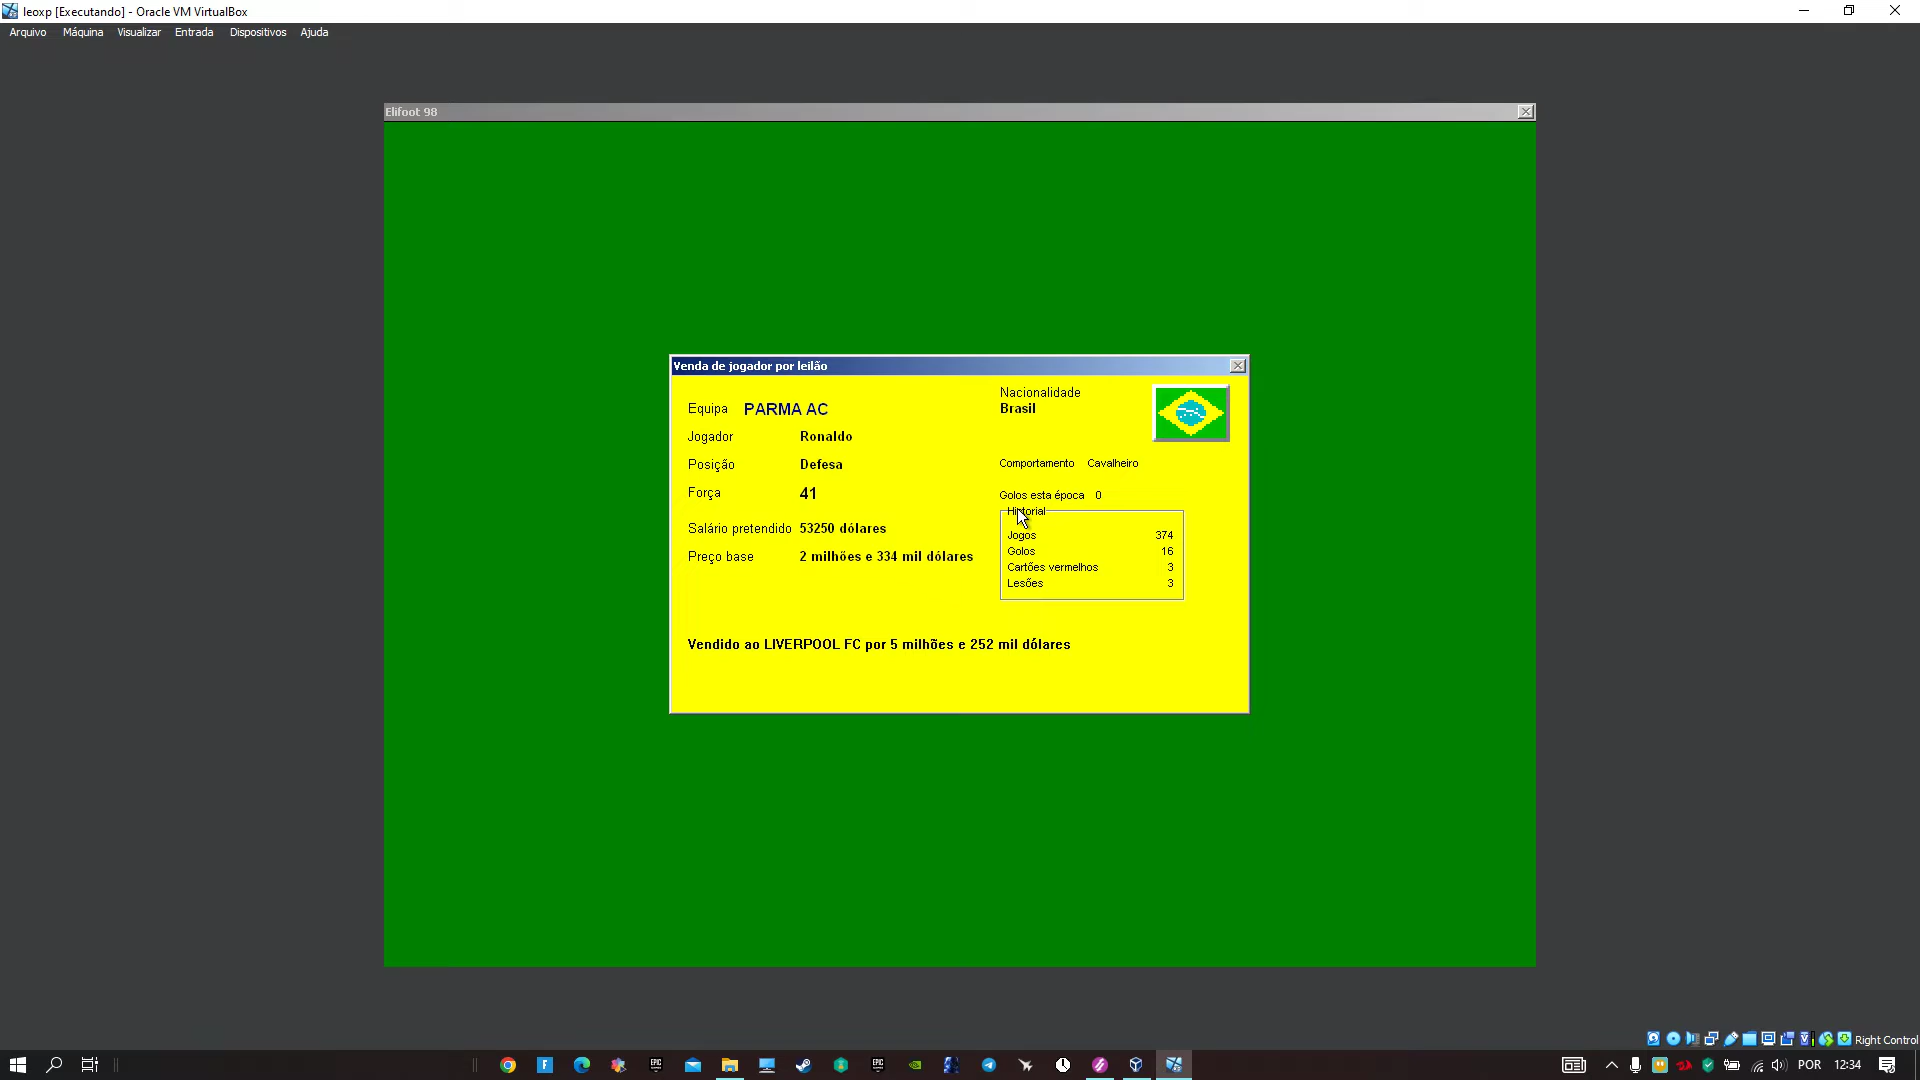 leoxp [Executando] - Oracle VM VirtualBox
Arquivo Máquina Visualizar Entrada Dispositivos Ajuda
Elifoot 98
Venda de jogador por leilão
Equipa PARMA AC
Jogador Ronaldo
Posição Defesa
Força 41
Salário pretendido 53250 dólares
Preço base 2 milhões e 334 mil dólares
Nacionalidade
Brasil
Comportamento Cavalheiro
Golos esta época 0
Historial
Jogos 374
Golos 16
Cartões vermelhos 3
Lesões 3
Vendido ao LIVERPOOL FC por 5 milhões e 252 mil dólares
Right Control
EPIC
EPIC
POR 12:34